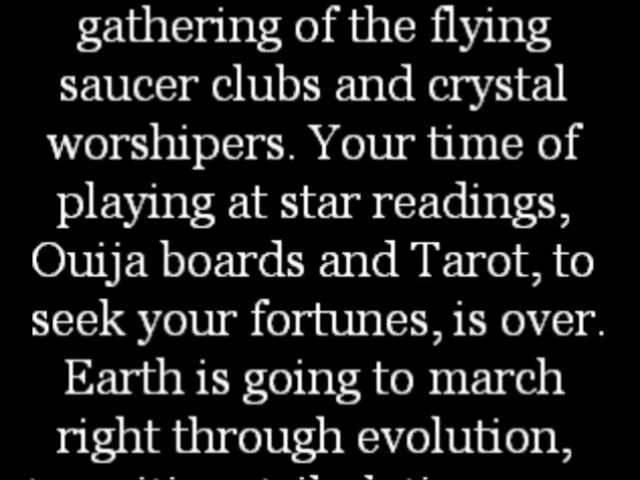 gathering of the flying
saucer clubs and crystal
worshipers. Your time of
playing at star readings,
Ouija boards and Tarot, to
seek your fortunes, is over.
Earth is going to march
right through evolution,